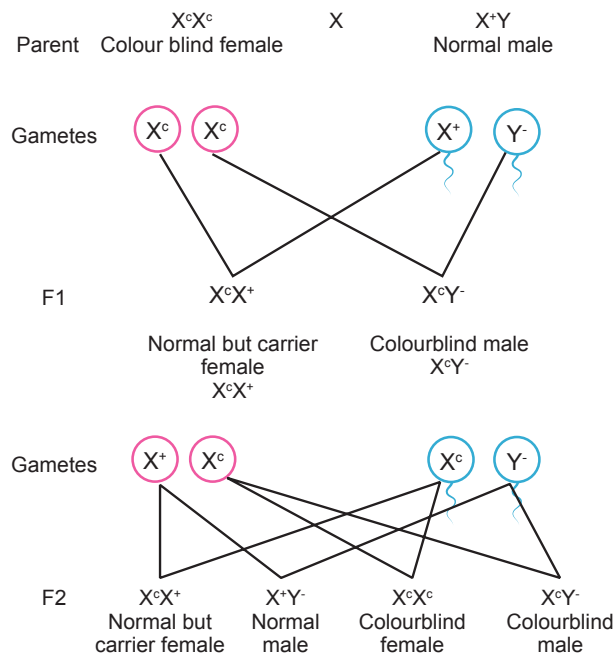 XᶜXᶜ X X⁺Y
Parent Colour blind female Normal male
Gametes Xᶜ Xᶜ X⁺ Y⁻
F1 XᶜX⁺ XᶜY⁻
Normal but carrier Colourblind male
female XᶜY⁻
XᶜX⁺
Gametes X⁺ Xᶜ Xᶜ Y⁻
F2 XᶜX⁺ X⁺Y⁻ XᶜXᶜ XᶜY⁻
Normal but Normal Colourblind Colourblind
carrier female male female male